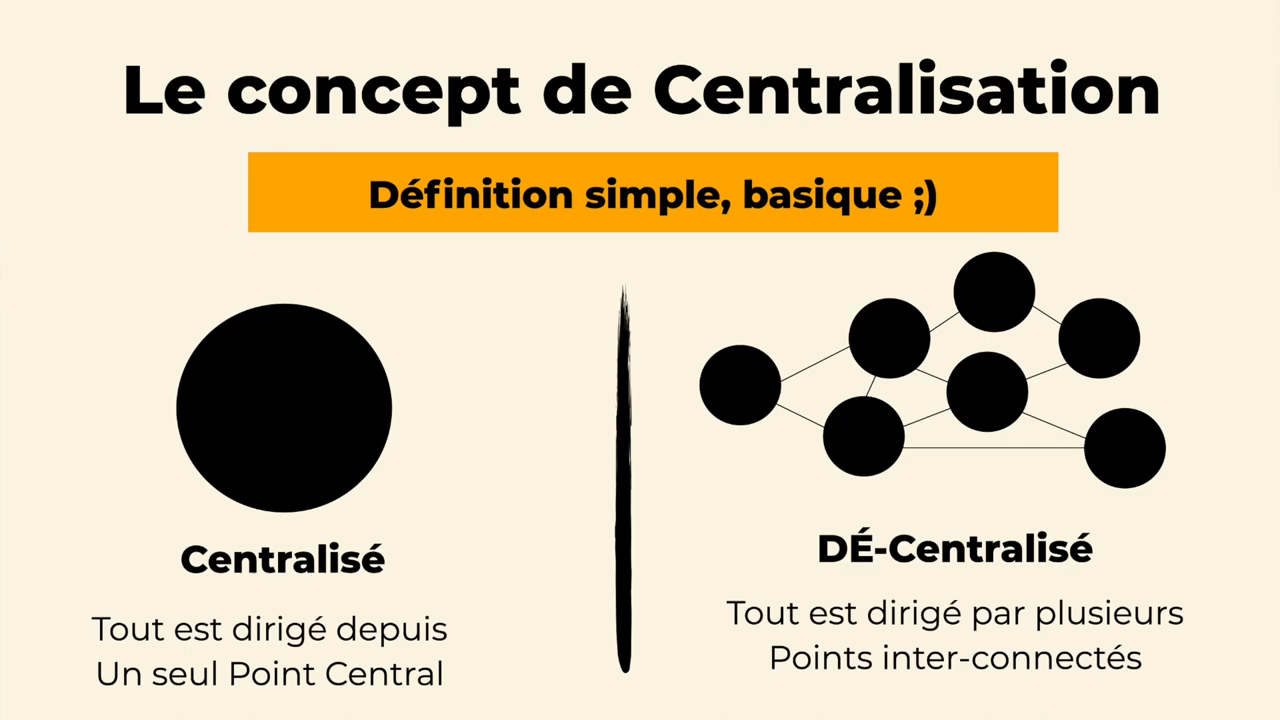 Le concept de Centralisation
Définition simple, basique ;)
Centralisé
Tout est dirigé depuis
Un seul Point Central
DÉ-Centralisé
Tout est dirigé par plusieurs
Points inter-connectés